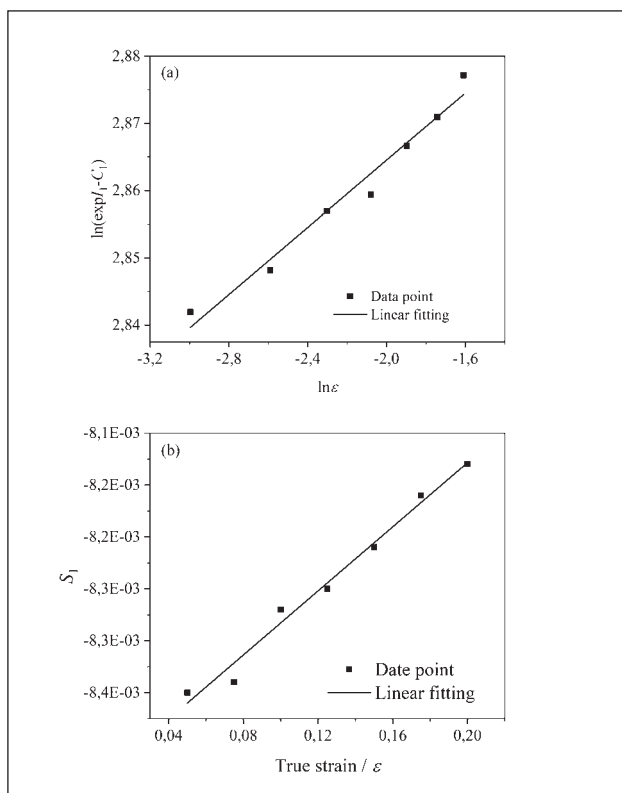 (a)
2,88
2,87
2,86
2,85
2,84
ln(expI₁-C₁)
-3,2 -2,8 -2,4 -2,0 -1,6
lnε
Data point
Linear fitting
(b)
-8,1E-03
-8,2E-03
-8,2E-03
-8,3E-03
-8,3E-03
-8,4E-03
S₁
0,04 0,08 0,12 0,16 0,20
True strain / ε
Date point
Linear fitting